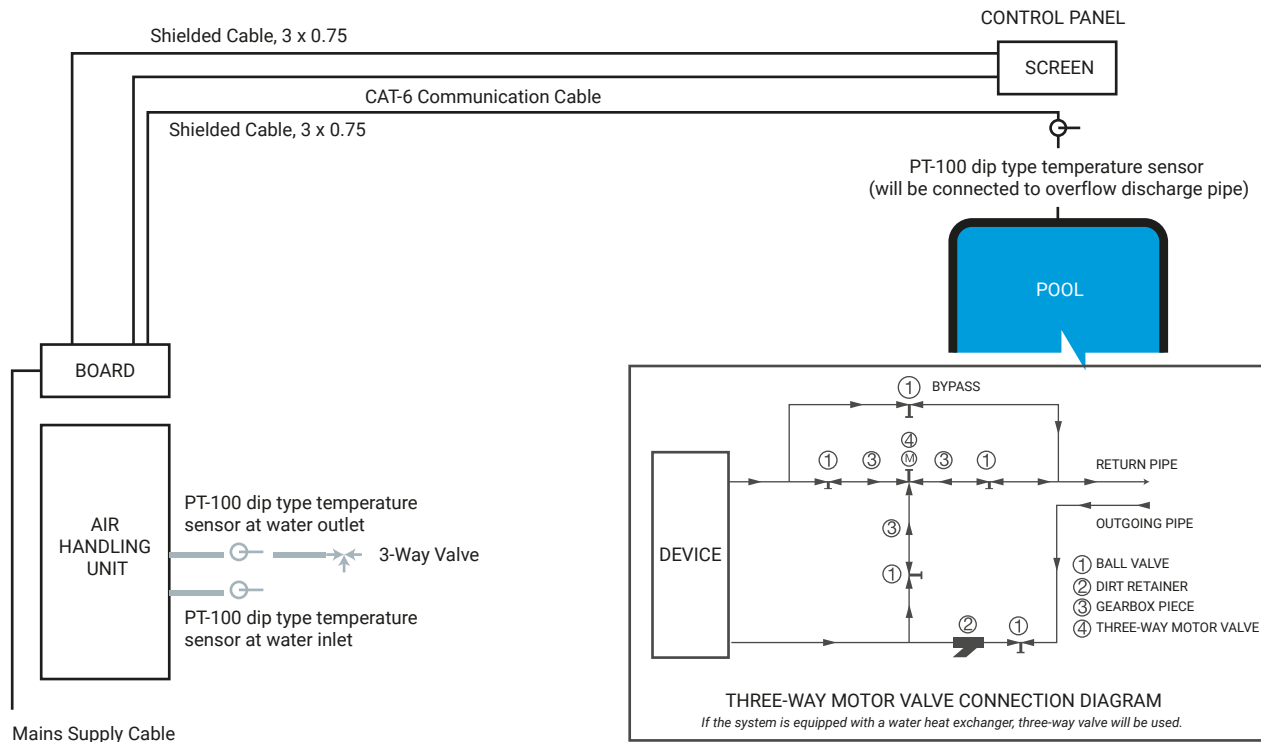 CONTROL PANEL
Shielded Cable, 3 x 0.75
SCREEN
CAT-6 Communication Cable
Shielded Cable, 3 x 0.75
PT-100 dip type temperature sensor
(will be connected to overflow discharge pipe)
POOL
BOARD
AIR
HANDLING
UNIT
PT-100 dip type temperature
sensor at water outlet
3-Way Valve
PT-100 dip type temperature
sensor at water inlet
Mains Supply Cable
1 BYPASS
4
M
1 3 3 1
RETURN PIPE
OUTGOING PIPE
3
DEVICE
1
2 1
1 BALL VALVE
2 DIRT RETAINER
3 GEARBOX PIECE
4 THREE-WAY MOTOR VALVE
THREE-WAY MOTOR VALVE CONNECTION DIAGRAM
If the system is equipped with a water heat exchanger, three-way valve will be used.